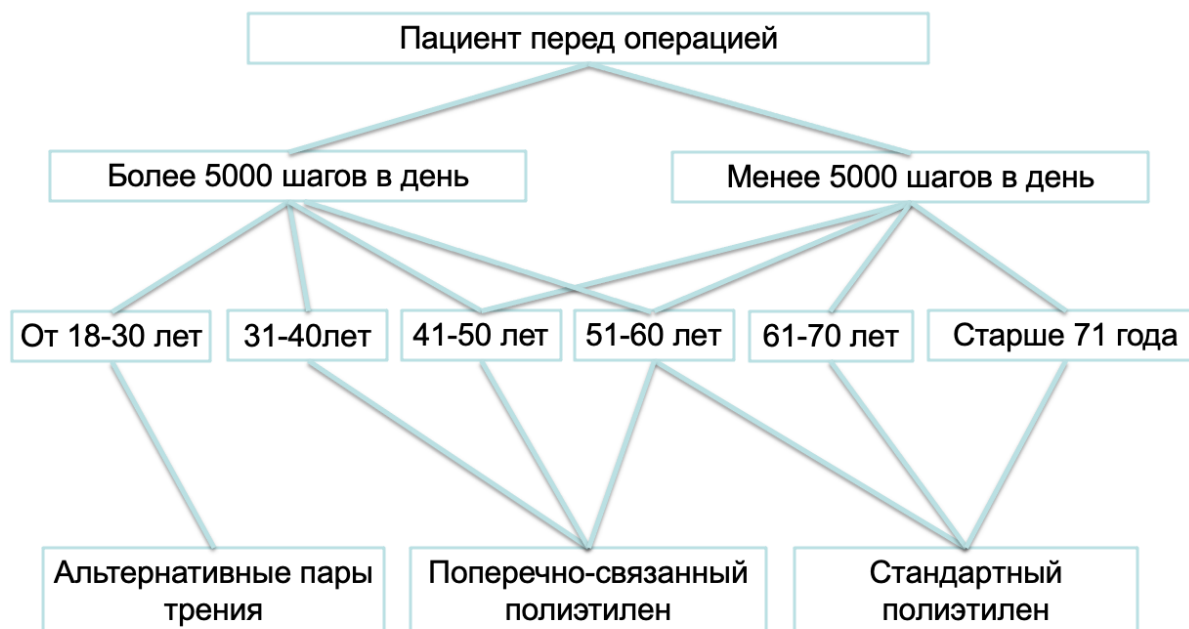 Пациент перед операцией
Более 5000 шагов в день
Менее 5000 шагов в день
От 18-30 лет
31-40лет
41-50 лет
51-60 лет
61-70 лет
Старше 71 года
Альтернативные пары
трения
Поперечно-связанный
полиэтилен
Стандартный
полиэтилен